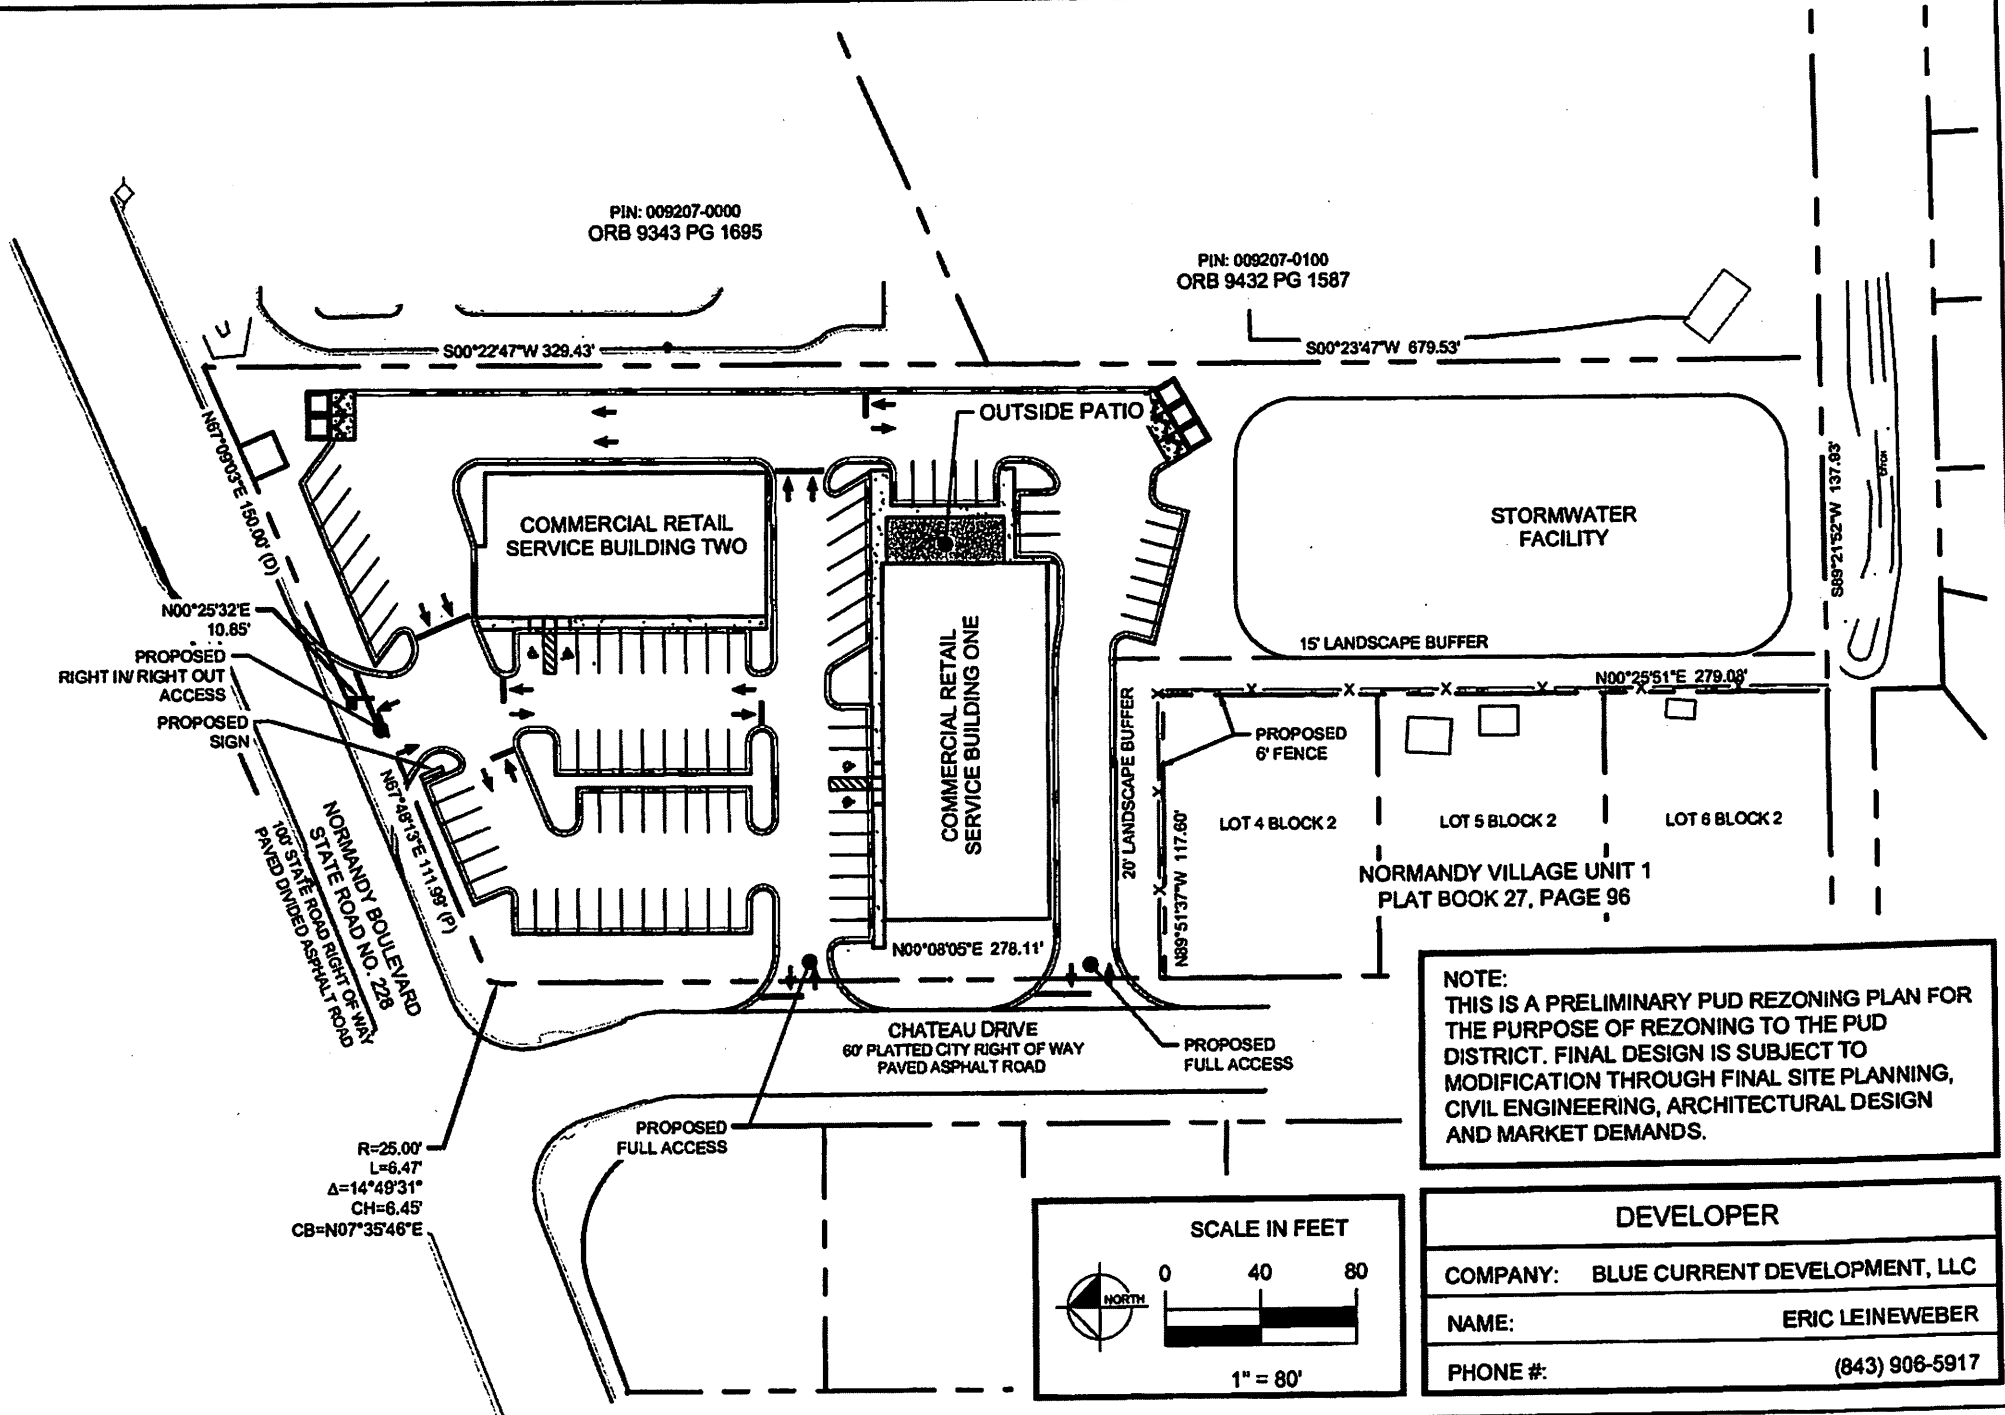 PIN: 009207-0000
ORB 9343 PG 1695
PIN: 009207-0100
ORB 9432 PG 1587
S00°22'47"W 329.43'
S00°23'47"W 679.53'
N67°09'03"E 150.00' (D)
OUTSIDE PATIO
COMMERCIAL RETAIL
SERVICE BUILDING TWO
STORMWATER
FACILITY
S89°21'52"W 137.93'
DITCH
N00°25'32"E
10.85'
PROPOSED
RIGHT IN/ RIGHT OUT
ACCESS
PROPOSED
SIGN
COMMERCIAL RETAIL
SERVICE BUILDING ONE
15' LANDSCAPE BUFFER
N00°25'51"E 279.08'
20' LANDSCAPE BUFFER
PROPOSED
6' FENCE
N67°48'13"E 111.99' (P)
NORMANDY BOULEVARD
STATE ROAD NO. 228
100' STATE ROAD RIGHT OF WAY
PAVED DIVIDED ASPHALT ROAD
LOT 4 BLOCK 2
LOT 5 BLOCK 2
LOT 6 BLOCK 2
NORMANDY VILLAGE UNIT 1
PLAT BOOK 27, PAGE 96
N89°51'37"W 117.60'
N00°08'05"E 278.11'
CHATEAU DRIVE
60' PLATTED CITY RIGHT OF WAY
PAVED ASPHALT ROAD
PROPOSED
FULL ACCESS
PROPOSED
FULL ACCESS
R=25.00'
L=6.47'
Δ=14°49'31"
CH=6.45'
CB=N07°35'46"E
NOTE:
THIS IS A PRELIMINARY PUD REZONING PLAN FOR
THE PURPOSE OF REZONING TO THE PUD
DISTRICT. FINAL DESIGN IS SUBJECT TO
MODIFICATION THROUGH FINAL SITE PLANNING,
CIVIL ENGINEERING, ARCHITECTURAL DESIGN
AND MARKET DEMANDS.
SCALE IN FEET
0 40 80
NORTH
1" = 80'
DEVELOPER
COMPANY: BLUE CURRENT DEVELOPMENT, LLC
NAME: ERIC LEINEWEBER
PHONE #: (843) 906-5917